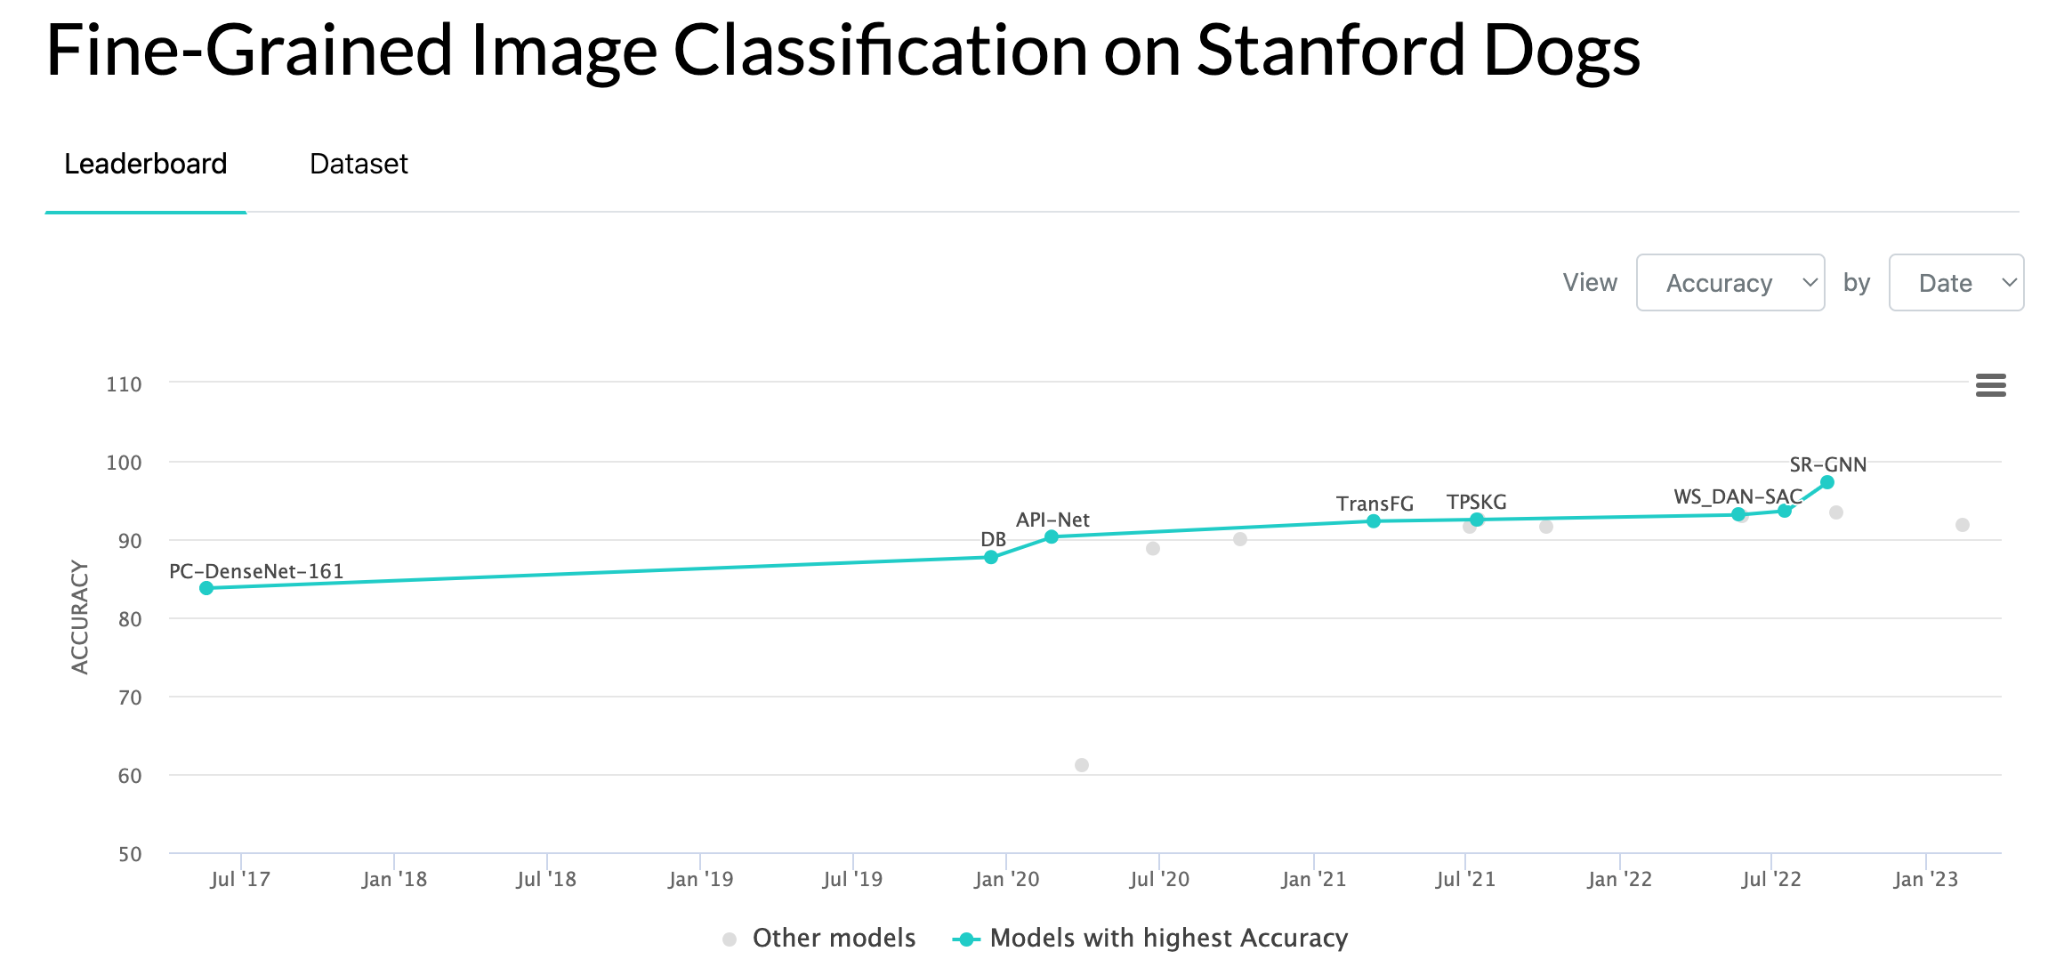 Fine-Grained Image Classification on Stanford Dogs
Leaderboard Dataset
View Accuracy by Date
110
100
90
80
70
60
50
ACCURACY
PC-DenseNet-161
DB
API-Net
TransFG
TPSKG
WS_DAN-SAC
SR-GNN
Jul '17 Jan '18 Jul '18 Jan '19 Jul '19 Jan '20 Jul '20 Jan '21 Jul '21 Jan '22 Jul '22 Jan '23
Other models Models with highest Accuracy